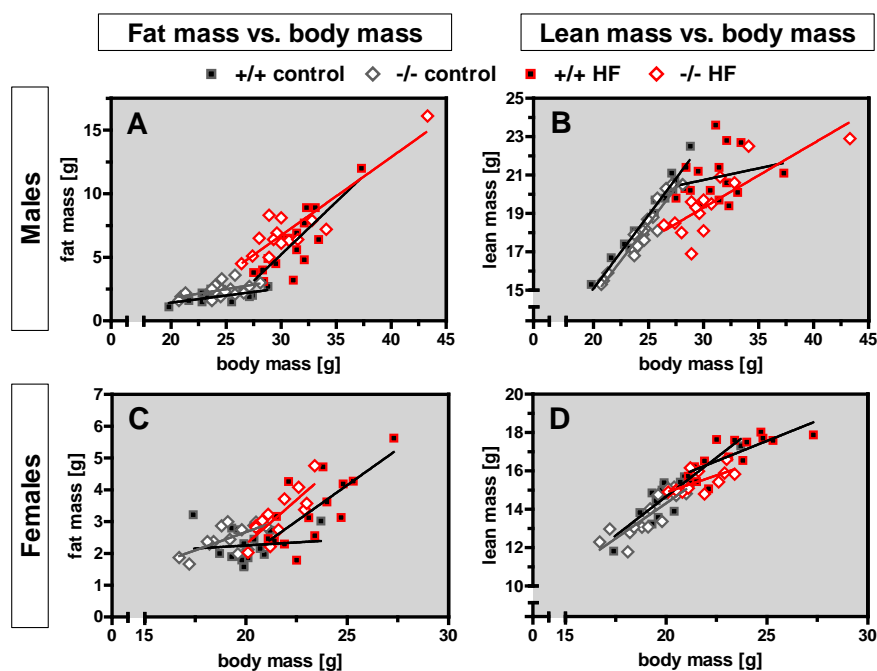 Fat mass vs. body mass
Lean mass vs. body mass
+/+ control -/- control +/+ HF -/- HF
Males
A
fat mass [g]
0
5
10
15
0 20 25 30 35 40 45
body mass [g]
B
lean mass [g]
0
15
17
19
21
23
25
0 20 25 30 35 40 45
body mass [g]
Females
C
fat mass [g]
0
1
2
3
4
5
6
7
0 15 20 25 30
body mass [g]
D
lean mass [g]
0
10
12
14
16
18
20
0 15 20 25 30
body mass [g]